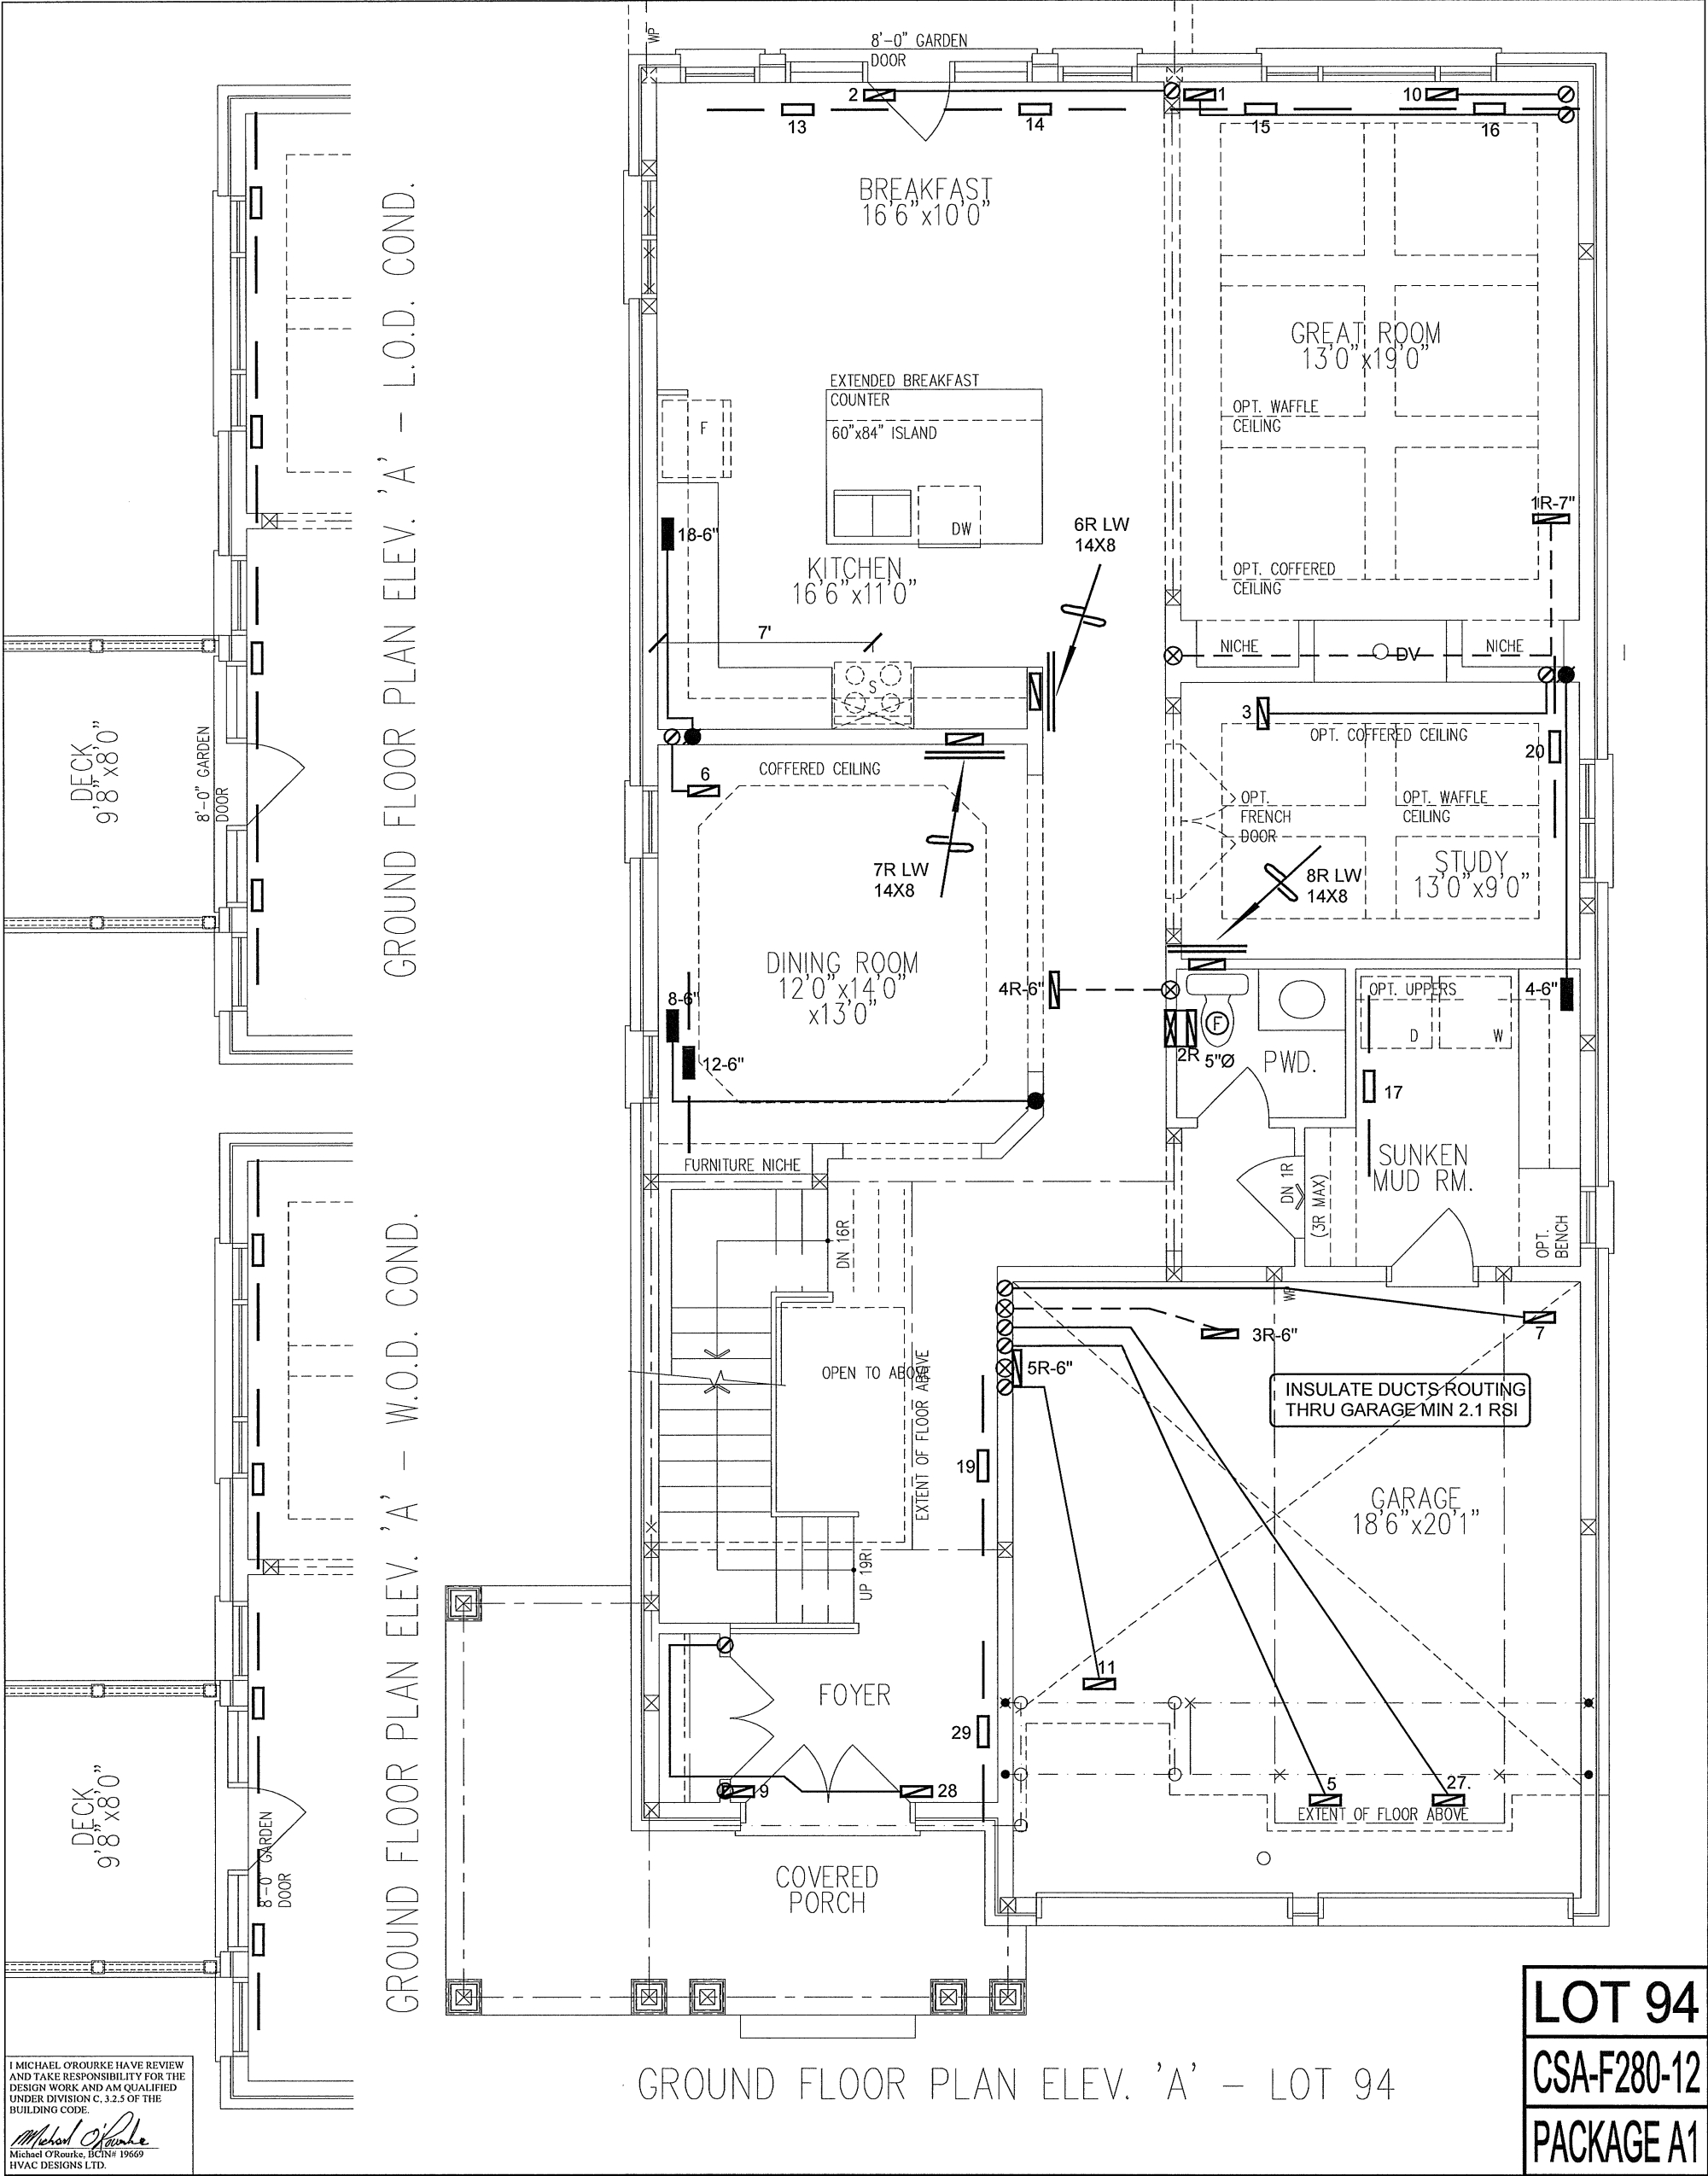 WP
8'-0" GARDEN
DOOR
2
1
10
13
14
15
16
BREAKFAST
16'6"x10'0"
GREAT ROOM
13'0"x19'0"
EXTENDED BREAKFAST
COUNTER
60"x84" ISLAND
F
DW
OPT. WAFFLE
CEILING
1R-7"
18-6"
6R LW
14X8
KITCHEN
16'6"x11'0"
OPT. COFFERED
CEILING
7'
S
NICHE
DV
NICHE
3
OPT. COFFERED CEILING
20
6
COFFERED CEILING
OPT.
FRENCH
DOOR
OPT. WAFFLE
CEILING
7R LW
14X8
8R LW
14X8
STUDY
13'0"x9'0"
DINING ROOM
12'0"x14'0"
x13'0"
8-6"
12-6"
4R-6"
OPT. UPPERS
4-6"
D
W
F
2R
5"Ø
PWD.
17
SUNKEN
MUD RM.
FURNITURE NICHE
DN 1R
(3R MAX)
OPT.
BENCH
DN 16R
WP
3R-6"
7
OPEN TO ABOVE
EXTENT OF FLOOR ABOVE
5R-6"
INSULATE DUCTS ROUTING
THRU GARAGE MIN 2.1 RSI
19
GARAGE
18'6"x20'1"
UP 19R
FOYER
11
29
9
28
5
27.
EXTENT OF FLOOR ABOVE
COVERED
PORCH
DECK
9'8"x8'0"
8'-0" GARDEN
DOOR
GROUND FLOOR PLAN ELEV. 'A' - L.O.D. COND.
DECK
9'8"x8'0"
8'-0" GARDEN
DOOR
GROUND FLOOR PLAN ELEV. 'A' - W.O.D. COND.
GROUND FLOOR PLAN ELEV. 'A' - LOT 94
I MICHAEL O'ROURKE HAVE REVIEW
AND TAKE RESPONSIBILITY FOR THE
DESIGN WORK AND AM QUALIFIED
UNDER DIVISION C, 3.2.5 OF THE
BUILDING CODE.
Michael O'Rourke
Michael O'Rourke, BCIN# 19669
HVAC DESIGNS LTD.
LOT 94
CSA-F280-12
PACKAGE A1